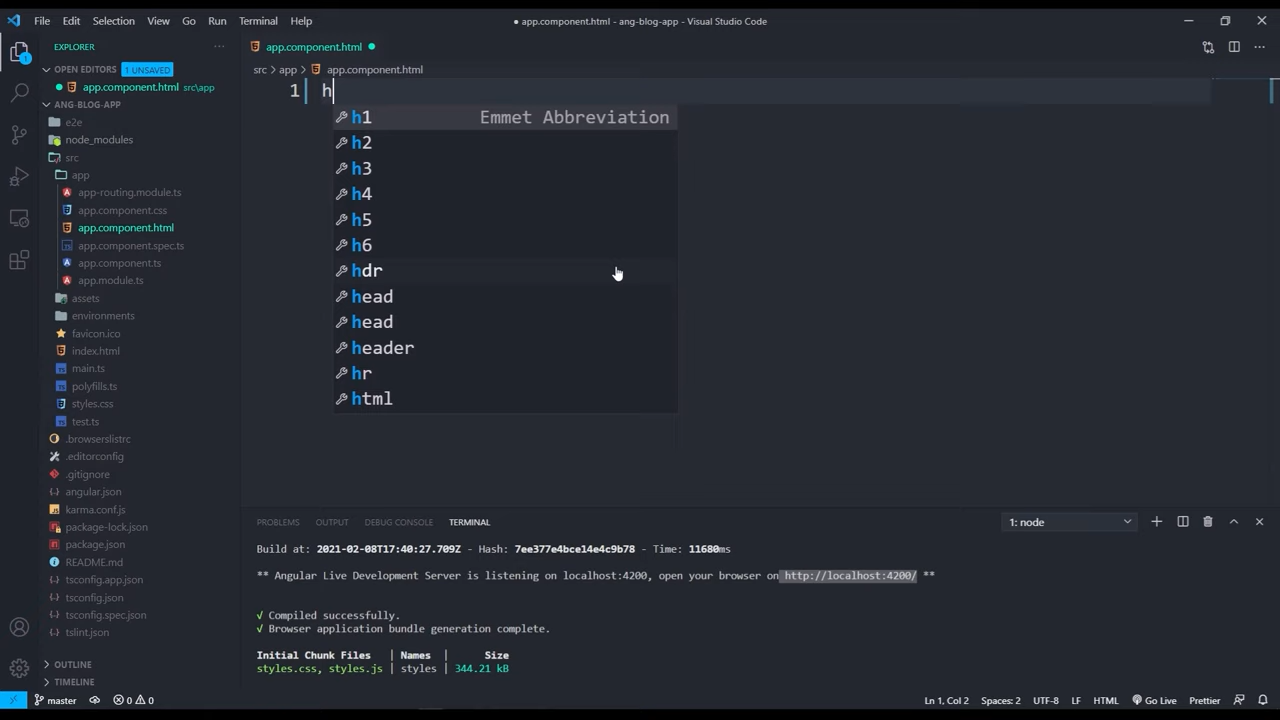 File Edit Selection View Go Run Terminal Help
● app.component.html - ang-blog-app - Visual Studio Code
EXPLORER
OPEN EDITORS 1 UNSAVED
app.component.html src\app
ANG-BLOG-APP
e2e
node_modules
src
app
app-routing.module.ts
app.component.css
app.component.html
app.component.spec.ts
app.component.ts
app.module.ts
assets
environments
favicon.ico
index.html
main.ts
polyfills.ts
styles.css
test.ts
.browserslistrc
.editorconfig
.gitignore
angular.json
karma.conf.js
package-lock.json
package.json
README.md
tsconfig.app.json
tsconfig.json
tsconfig.spec.json
tslint.json
OUTLINE
TIMELINE
app.component.html
src > app > app.component.html
1 h
h1 Emmet Abbreviation
h2
h3
h4
h5
h6
hdr
head
head
header
hr
html
PROBLEMS OUTPUT DEBUG CONSOLE TERMINAL 1: node
Build at: 2021-02-08T17:40:27.709Z - Hash: 7ee377e4bce14e4c9b78 - Time: 11680ms
** Angular Live Development Server is listening on localhost:4200, open your browser on http://localhost:4200/ **
√ Compiled successfully.
√ Browser application bundle generation complete.
Initial Chunk Files | Names | Size
styles.css, styles.js | styles | 344.21 kB
master 0 0 Ln 1, Col 2 Spaces: 2 UTF-8 LF HTML Go Live Prettier